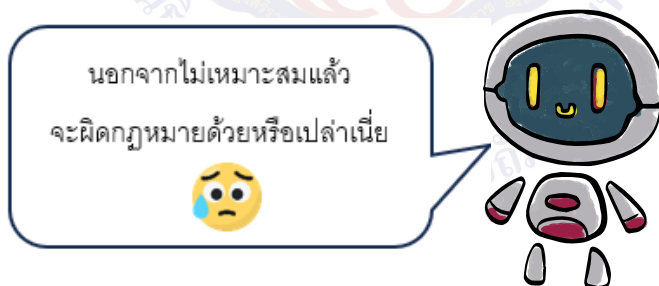 นอกจากไม่เหมาะสมแล้ว
จะผิดกฎหมายด้วยหรือเปล่าเนี่ย